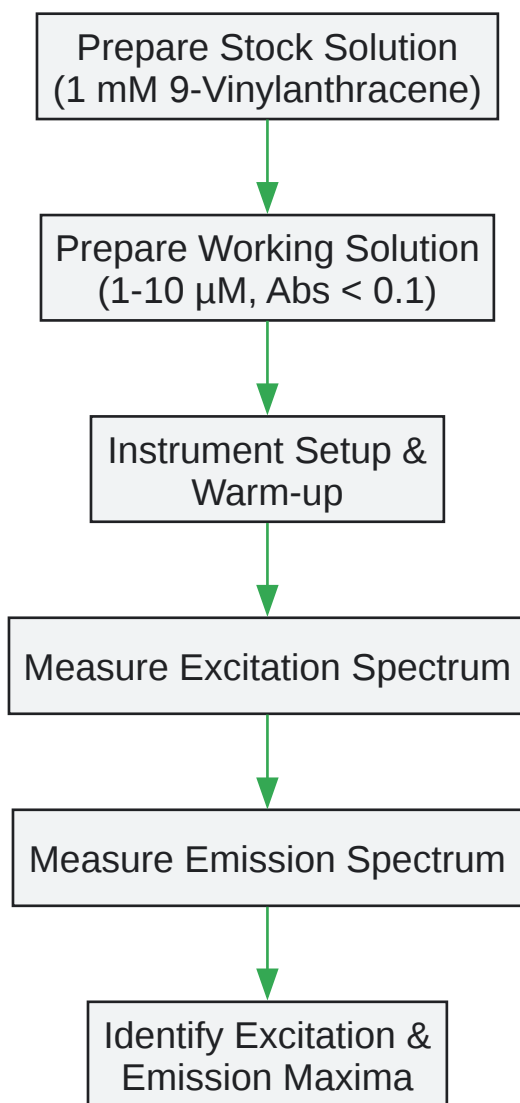 Prepare Stock Solution
(1 mM 9-Vinylanthracene)
Prepare Working Solution
(1-10 µM, Abs < 0.1)
Instrument Setup &
Warm-up
Measure Excitation Spectrum
Measure Emission Spectrum
Identify Excitation &
Emission Maxima